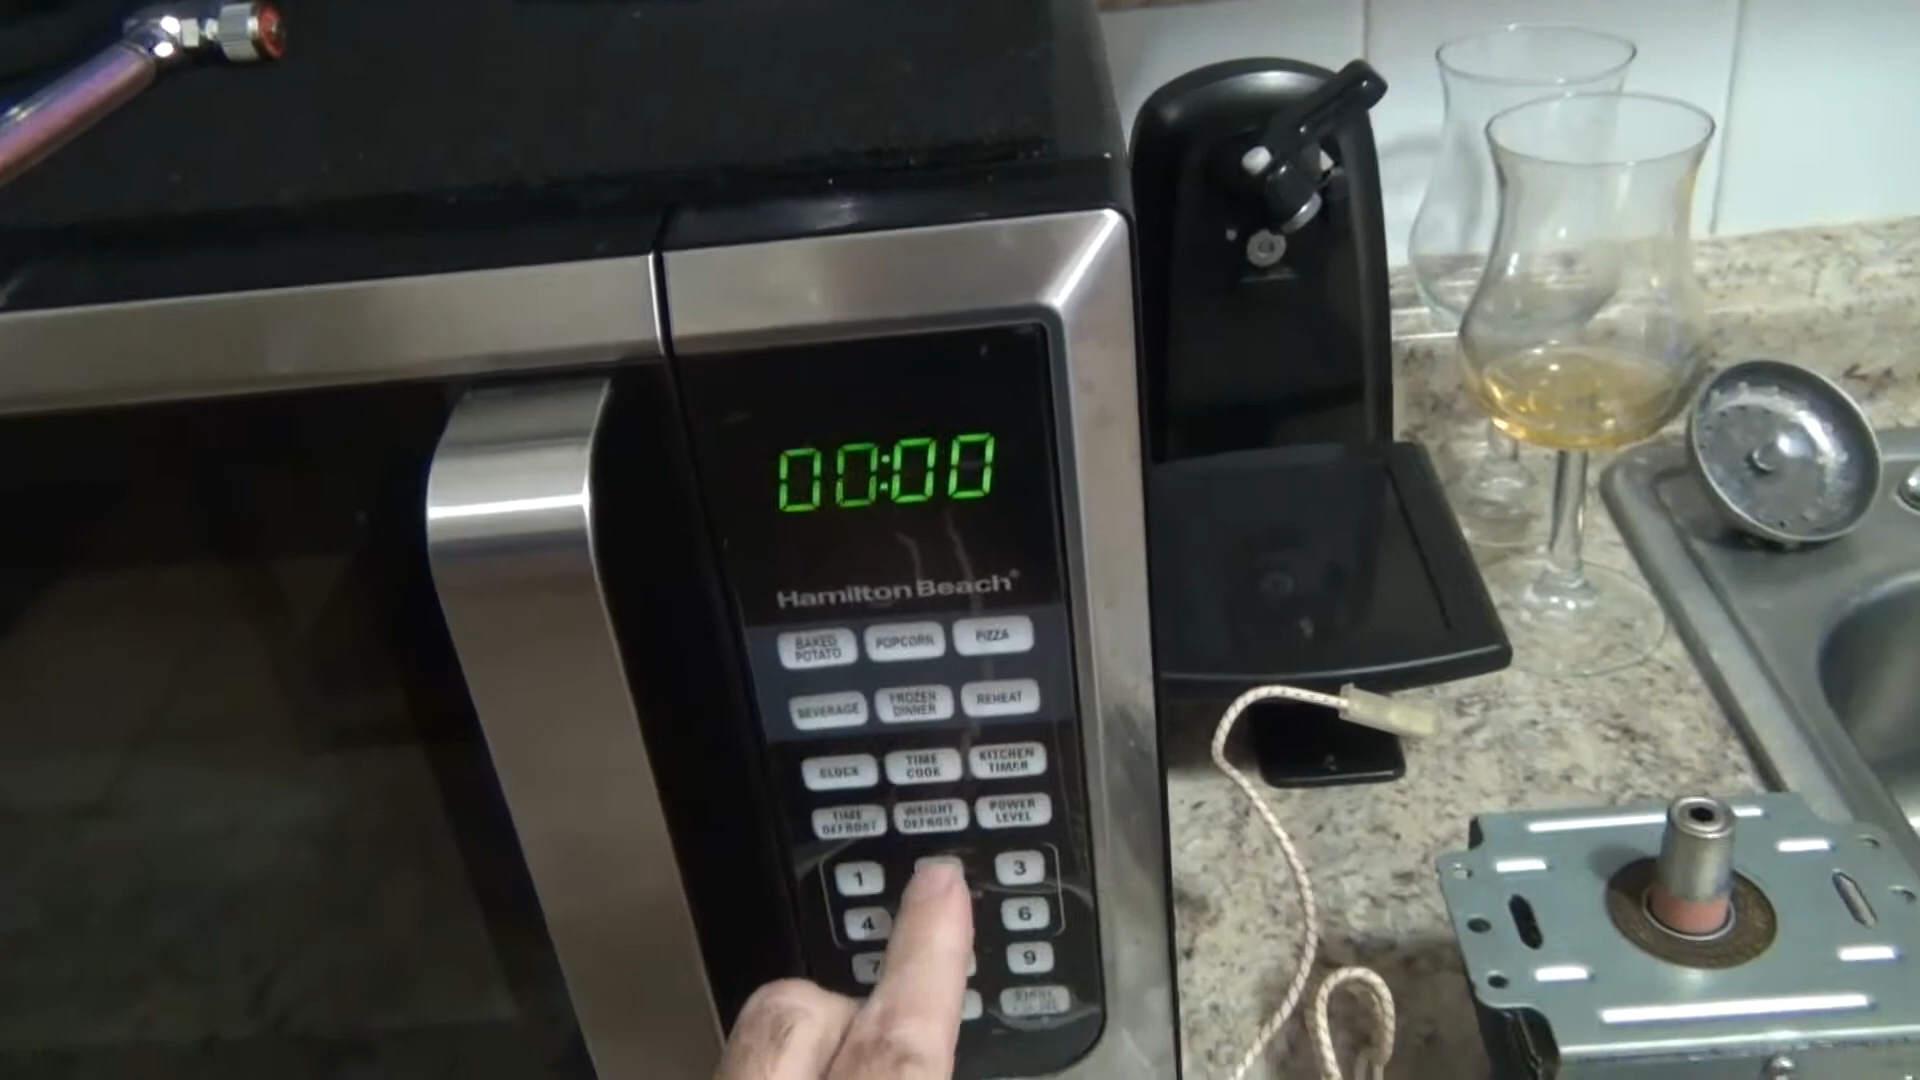 00:00
Hamilton Beach®
BAKED POTATO
POPCORN
PIZZA
BEVERAGE
FROZEN DINNER
REHEAT
CLOCK
TIME COOK
KITCHEN TIMER
TIME DEFROST
WEIGHT DEFROST
POWER LEVEL
1
3
4
6
7
9